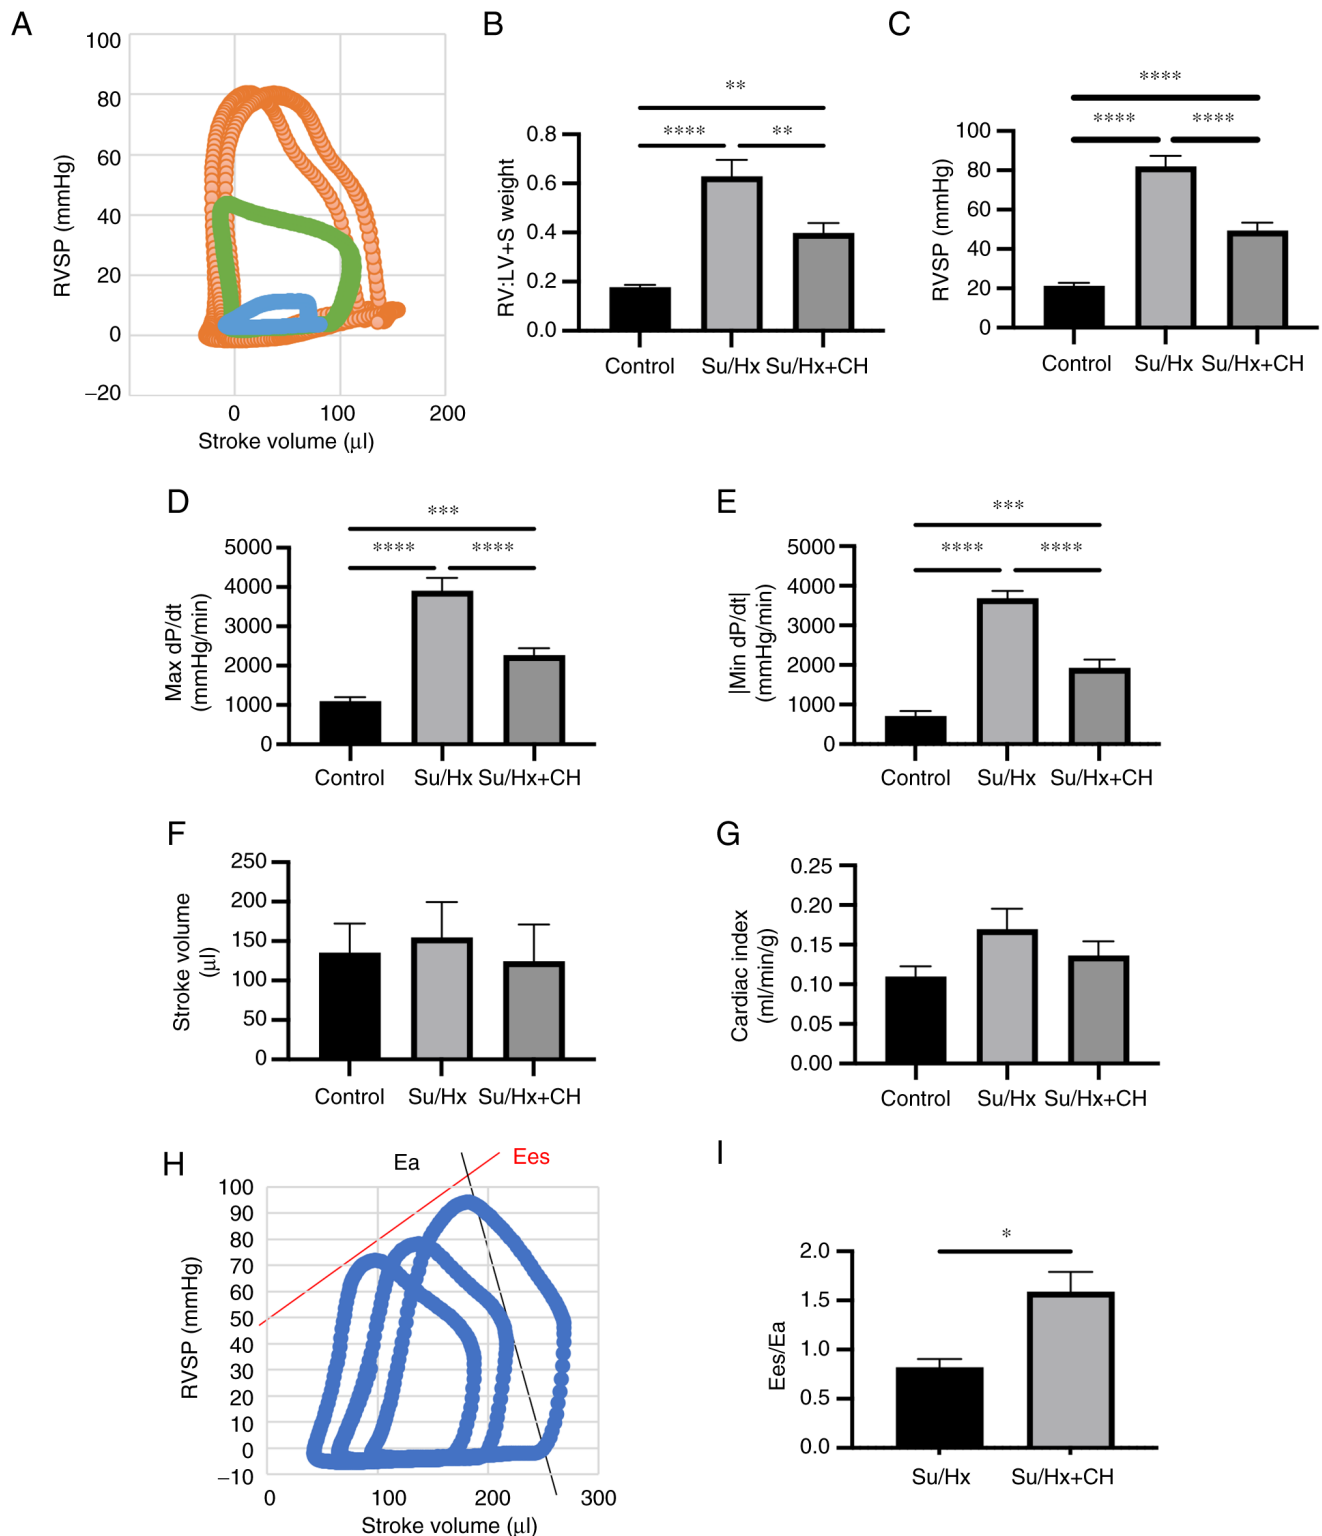 A
100
80
60
40
20
0
−20
RVSP (mmHg)
0 100 200
Stroke volume (μl)
B
**
**** **
0.8
0.6
0.4
0.2
0.0
RV:LV+S weight
Control Su/Hx Su/Hx+CH
C
****
**** ****
100
80
60
40
20
0
RVSP (mmHg)
Control Su/Hx Su/Hx+CH
D
***
**** ****
5000
4000
3000
2000
1000
0
Max dP/dt
(mmHg/min)
Control Su/Hx Su/Hx+CH
E
***
**** ****
5000
4000
3000
2000
1000
0
|Min dP/dt|
(mmHg/min)
Control Su/Hx Su/Hx+CH
F
250
200
150
100
50
0
Stroke volume
(μl)
Control Su/Hx Su/Hx+CH
G
0.25
0.20
0.15
0.10
0.05
0.00
Cardiac index
(ml/min/g)
Control Su/Hx Su/Hx+CH
H
Ea Ees
100
90
80
70
60
50
40
30
20
10
0
−10
RVSP (mmHg)
0 100 200 300
Stroke volume (μl)
I
*
2.0
1.5
1.0
0.5
0.0
Ees/Ea
Su/Hx Su/Hx+CH